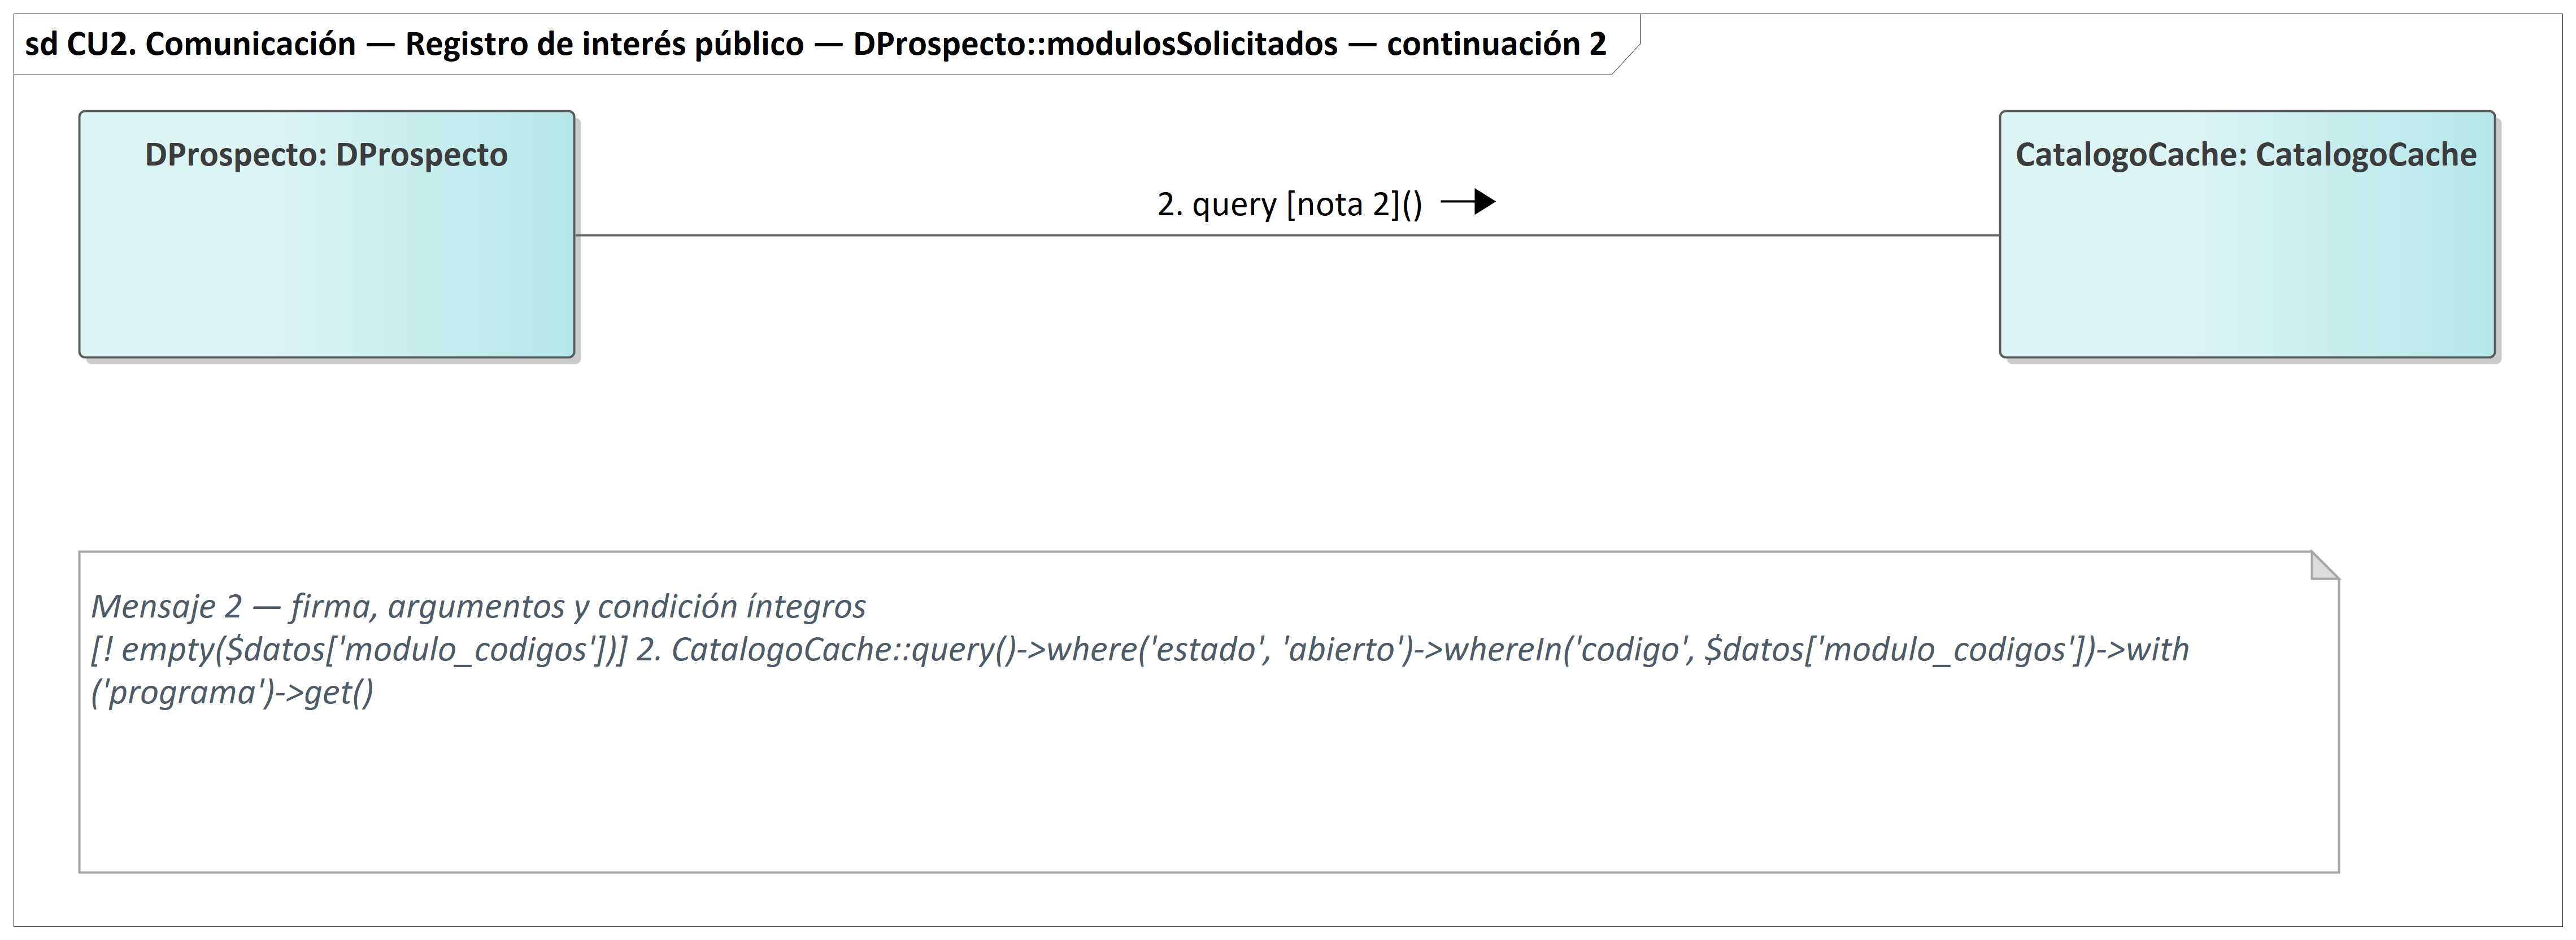 sd CU2. Comunicación — Registro de interés público — DProspecto::modulosSolicitados — continuación 2
DProspecto: DProspecto
CatalogoCache: CatalogoCache
2. query [nota 2]()
Mensaje 2 — firma, argumentos y condición íntegros
[! empty($datos['modulo_codigos'])] 2. CatalogoCache::query()->where('estado', 'abierto')->whereIn('codigo', $datos['modulo_codigos'])->with
('programa')->get()